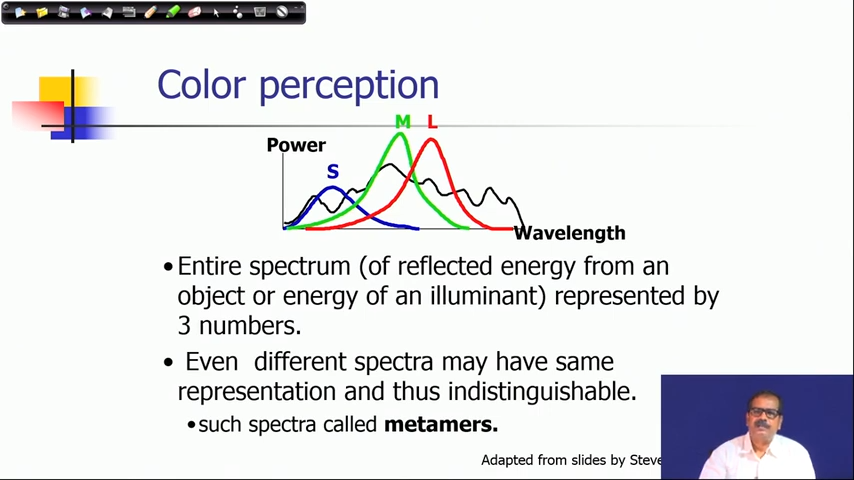 Color perception
M L
Power
S
Wavelength
•Entire spectrum (of reflected energy from an
object or energy of an illuminant) represented by
3 numbers.
• Even different spectra may have same
representation and thus indistinguishable.
•such spectra called metamers.
Adapted from slides by Steve